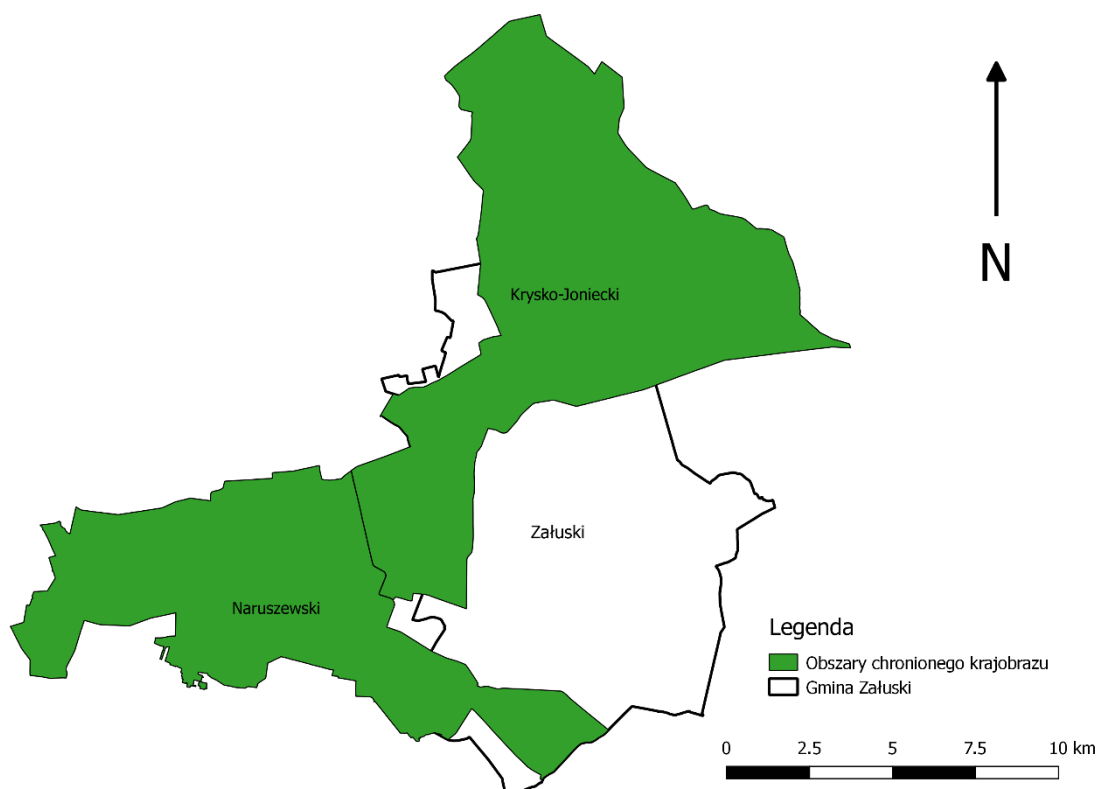 N
Krysko-Joniecki
Załuski
Naruszewski
Legenda
Obszary chronionego krajobrazu
Gmina Załuski
0 2.5 5 7.5 10 km